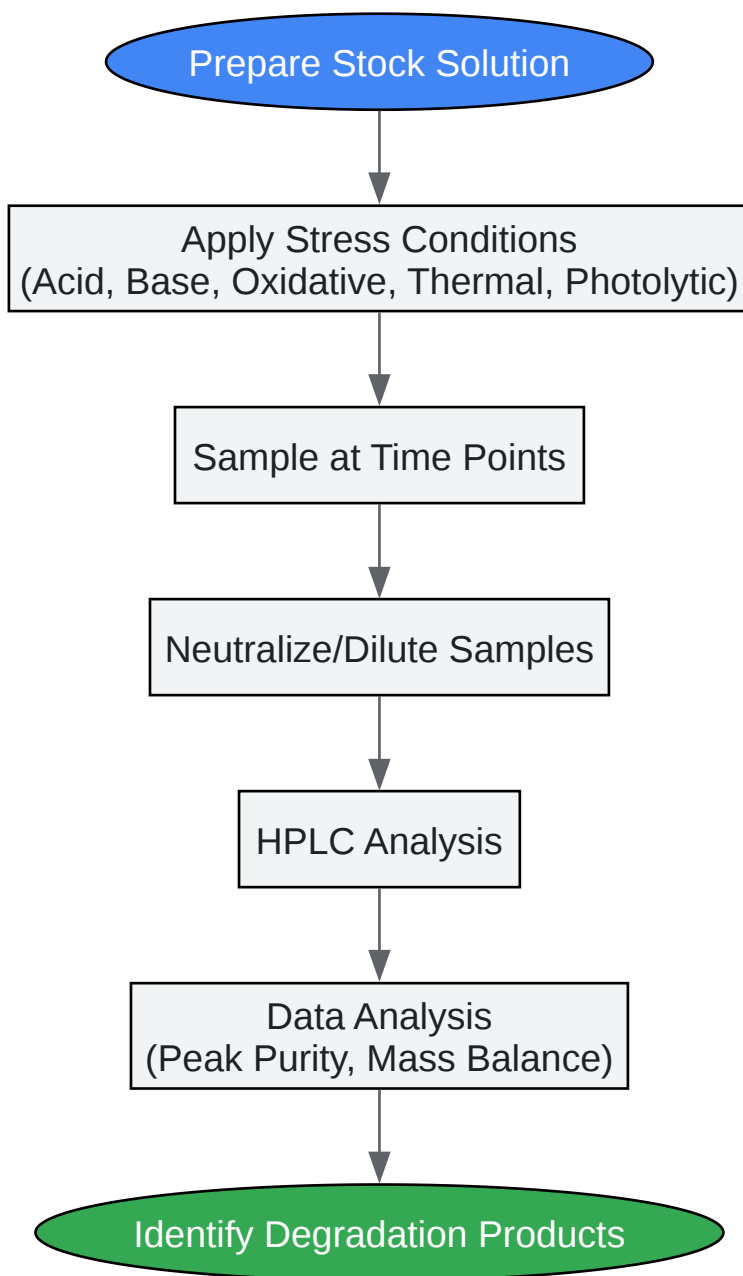 Prepare Stock Solution
Apply Stress Conditions
(Acid, Base, Oxidative, Thermal, Photolytic)
Sample at Time Points
Neutralize/Dilute Samples
HPLC Analysis
Data Analysis
(Peak Purity, Mass Balance)
Identify Degradation Products